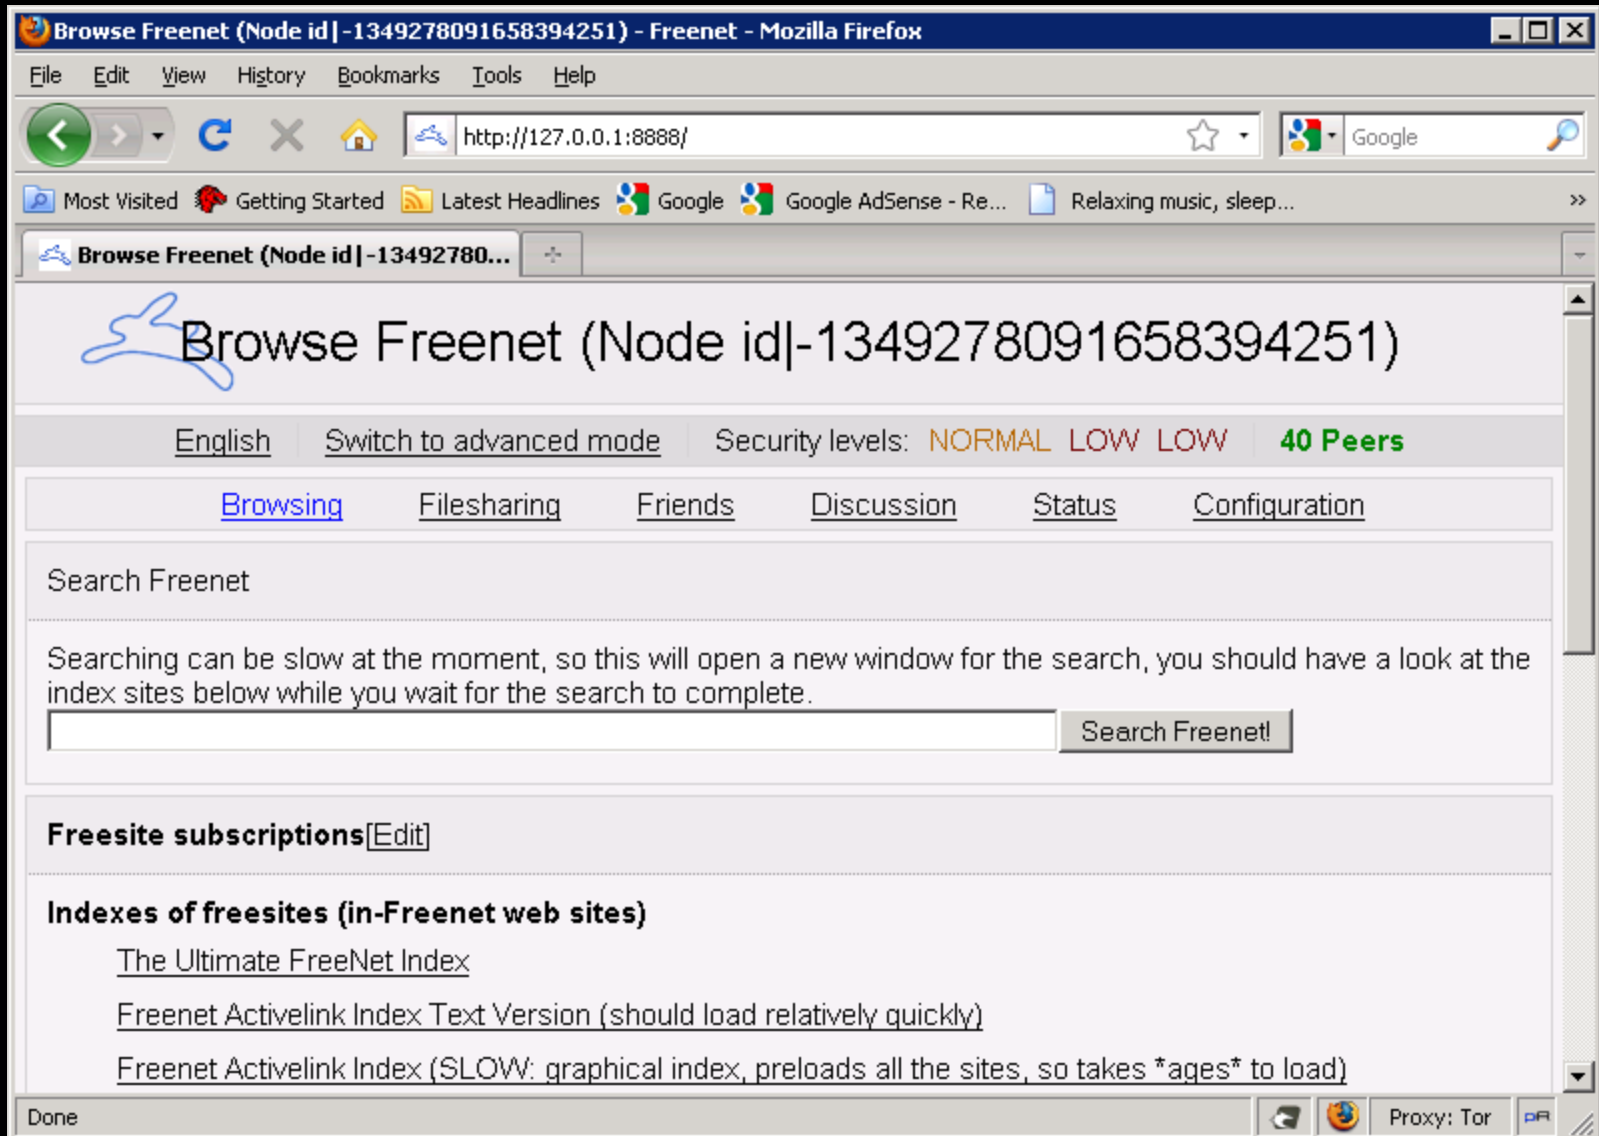 Browse Freenet (Node id|-1349278091658394251) - Freenet - Mozilla Firefox
File Edit View History Bookmarks Tools Help
http://127.0.0.1:8888/ Google
Most Visited Getting Started Latest Headlines Google Google AdSense - Re... Relaxing music, sleep... »
Browse Freenet (Node id|-13492780...
Browse Freenet (Node id|-1349278091658394251)
English Switch to advanced mode Security levels: NORMAL LOW LOW 40 Peers
Browsing Filesharing Friends Discussion Status Configuration
Search Freenet
Searching can be slow at the moment, so this will open a new window for the search, you should have a look at the
index sites below while you wait for the search to complete.
Search Freenet!
Freesite subscriptions[Edit]
Indexes of freesites (in-Freenet web sites)
The Ultimate FreeNet Index
Freenet Activelink Index Text Version (should load relatively quickly)
Freenet Activelink Index (SLOW: graphical index, preloads all the sites, so takes *ages* to load)
Done Proxy: Tor pR